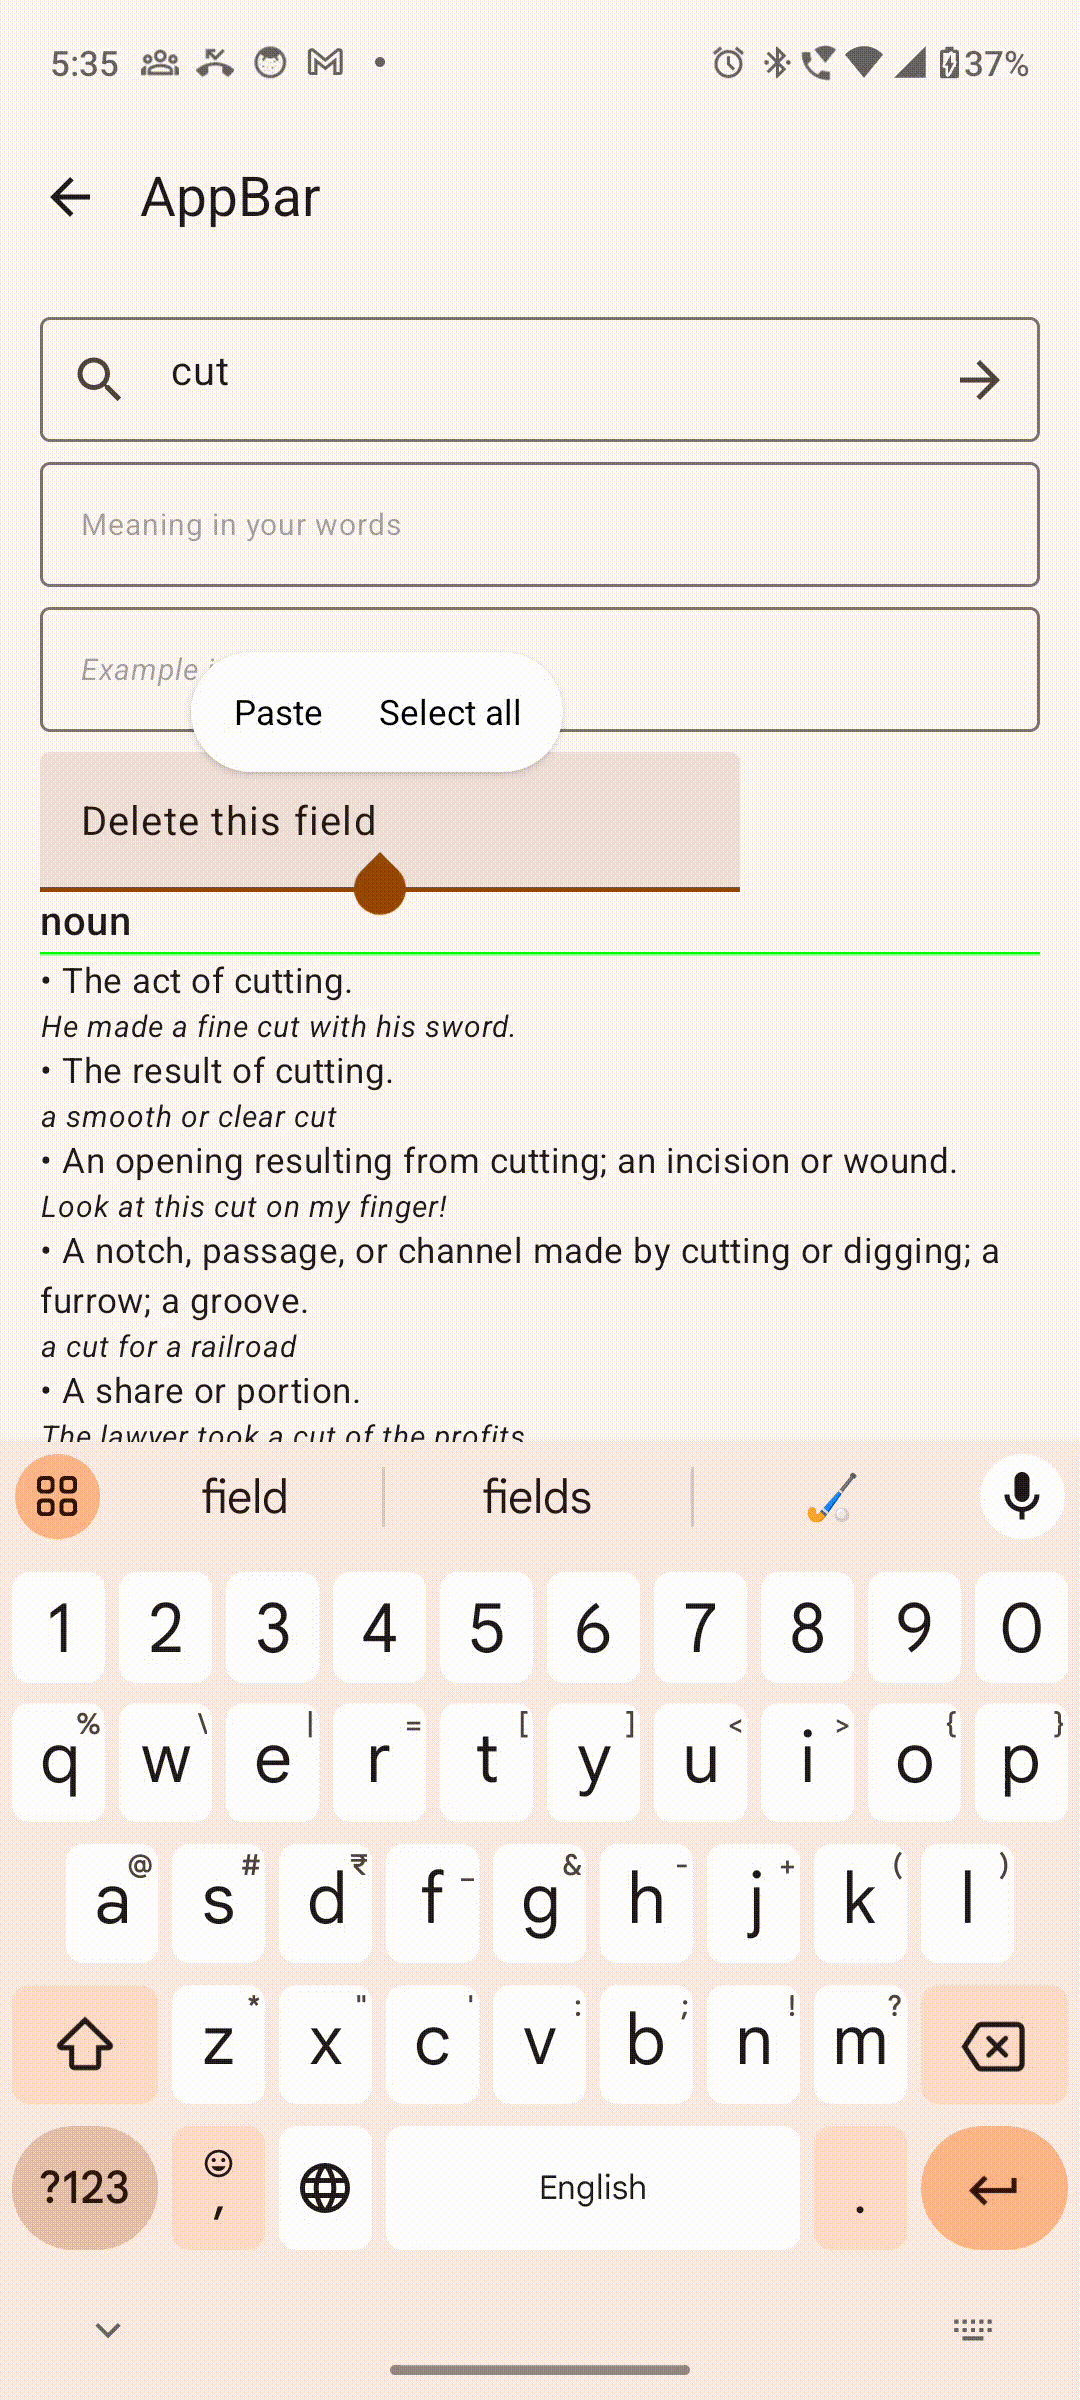 5:35
37%
AppBar
cut
Meaning in your words
Example
Paste Select all
Delete this field
noun
• The act of cutting.
He made a fine cut with his sword.
• The result of cutting.
a smooth or clear cut
• An opening resulting from cutting; an incision or wound.
Look at this cut on my finger!
• A notch, passage, or channel made by cutting or digging; a
furrow; a groove.
a cut for a railroad
• A share or portion.
The lawyer took a cut of the profits
field fields
1 2 3 4 5 6 7 8 9 0
% \ | = [ ] < > { }
q w e r t y u i o p
@ # ₹ _ & - + ( )
a s d f g h j k l
* " ' : ; ! ?
z x c v b n m
?123 , English .